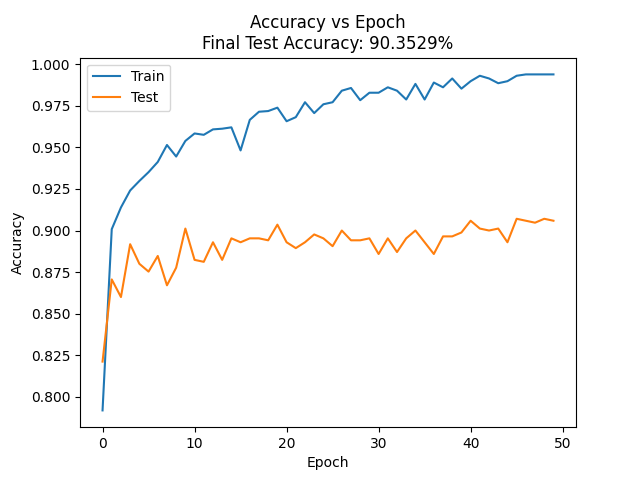 Accuracy vs Epoch
Final Test Accuracy: 90.3529%
1.000
0.975
0.950
0.925
0.900
0.875
0.850
0.825
0.800
Accuracy
Train
Test
0 10 20 30 40 50
Epoch